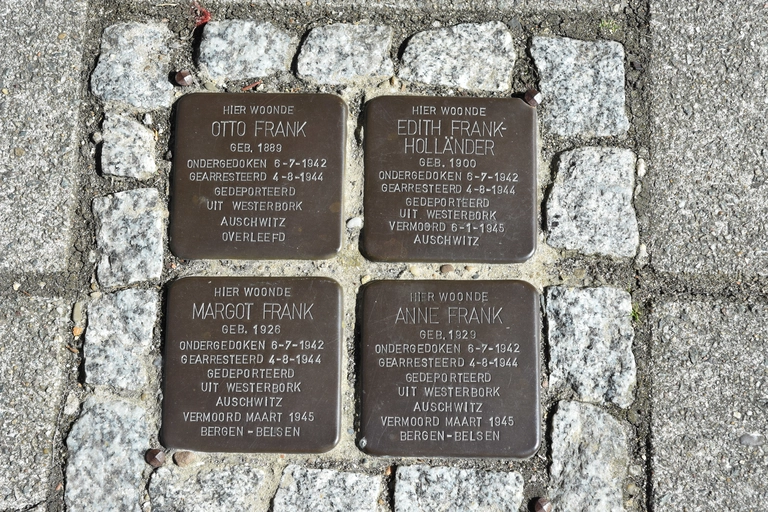 HIER WOONDE
OTTO FRANK
GEB. 1889
ONDERGEDOKEN 6-7-1942
GEARRESTEERD 4-8-1944
GEDEPORTEERD
UIT WESTERBORK
AUSCHWITZ
OVERLEEFD
HIER WOONDE
EDITH FRANK-
HOLLÄNDER
GEB. 1900
ONDERGEDOKEN 6-7-1942
GEARRESTEERD 4-8-1944
GEDEPORTEERD
UIT WESTERBORK
VERMOORD 6-1-1945
AUSCHWITZ
HIER WOONDE
MARGOT FRANK
GEB. 1926
ONDERGEDOKEN 6-7-1942
GEARRESTEERD 4-8-1944
GEDEPORTEERD
UIT WESTERBORK
AUSCHWITZ
VERMOORD MAART 1945
BERGEN-BELSEN
HIER WOONDE
ANNE FRANK
GEB. 1929
ONDERGEDOKEN 6-7-1942
GEARRESTEERD 4-8-1944
GEDEPORTEERD
UIT WESTERBORK
AUSCHWITZ
VERMOORD MAART 1945
BERGEN-BELSEN